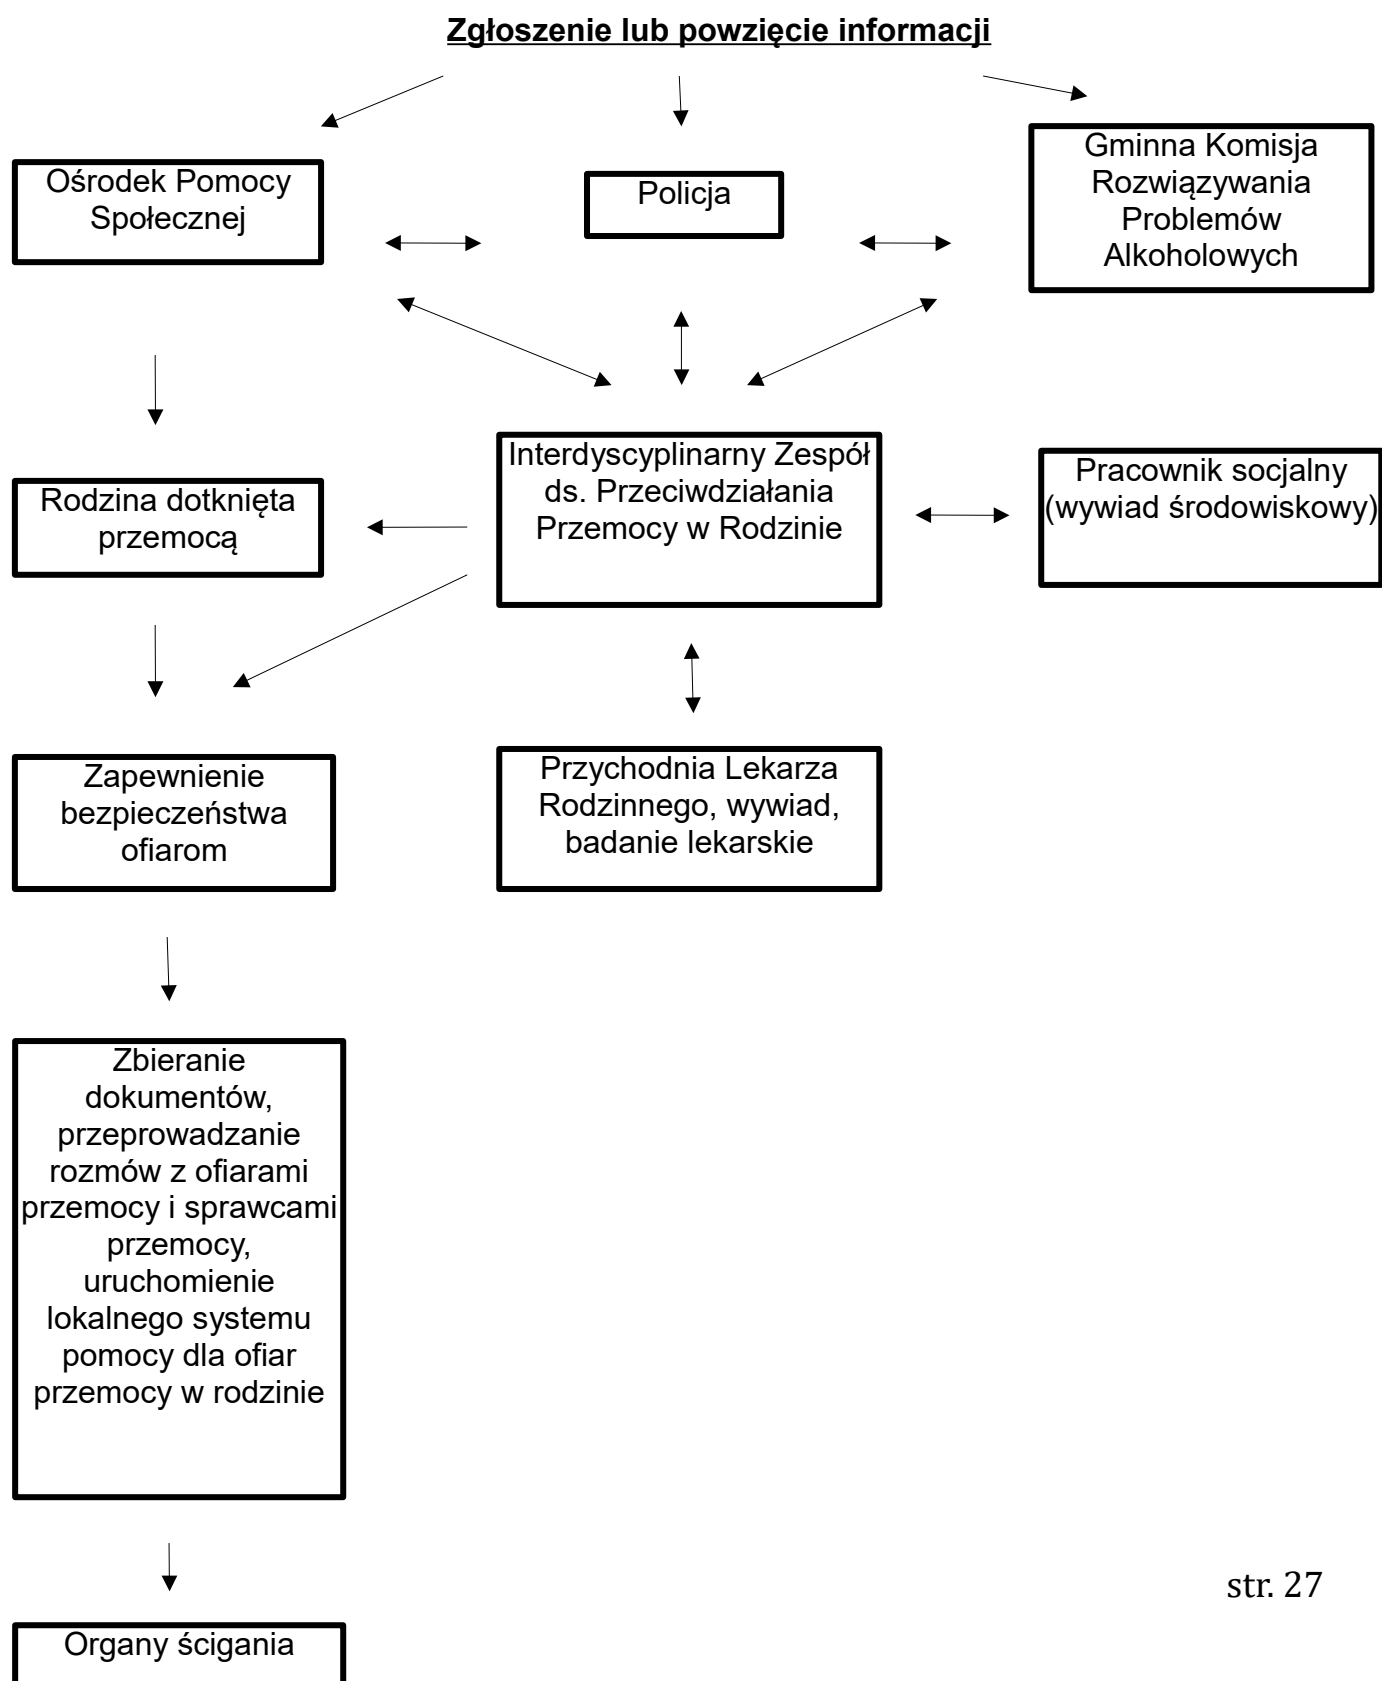 Zgłoszenie lub powzięcie informacji
Ośrodek Pomocy
Społecznej
Policja
Gminna Komisja
Rozwiązywania
Problemów
Alkoholowych
Rodzina dotknięta
przemocą
Interdyscyplinarny Zespół
ds. Przeciwdziałania
Przemocy w Rodzinie
Pracownik socjalny
(wywiad środowiskowy)
Zapewnienie
bezpieczeństwa
ofiarom
Przychodnia Lekarza
Rodzinnego, wywiad,
badanie lekarskie
Zbieranie
dokumentów,
przeprowadzanie
rozmów z ofiarami
przemocy i sprawcami
przemocy,
uruchomienie
lokalnego systemu
pomocy dla ofiar
przemocy w rodzinie
str. 27
Organy ścigania